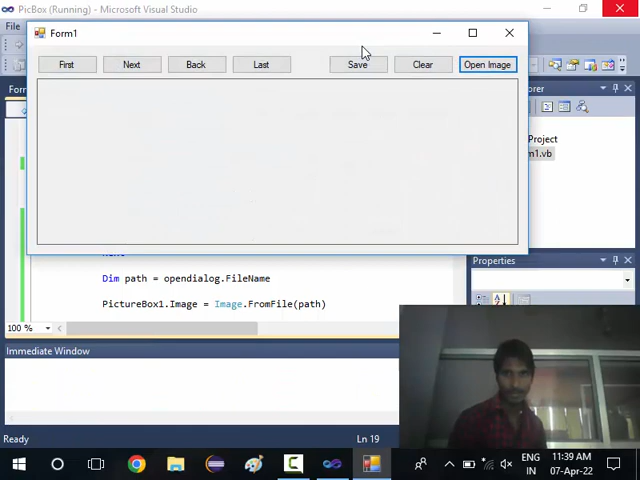 PicBox (Running) - Microsoft Visual Studio
File
Form1
First
Next
Back
Last
Save
Clear
Open Image
Project
m1.vb
Dim path = opendialog.FileName
PictureBox1.Image = Image.FromFile(path)
100 %
Properties
Immediate Window
Ready
Ln 19
ENG
IN
11:39 AM
07-Apr-22